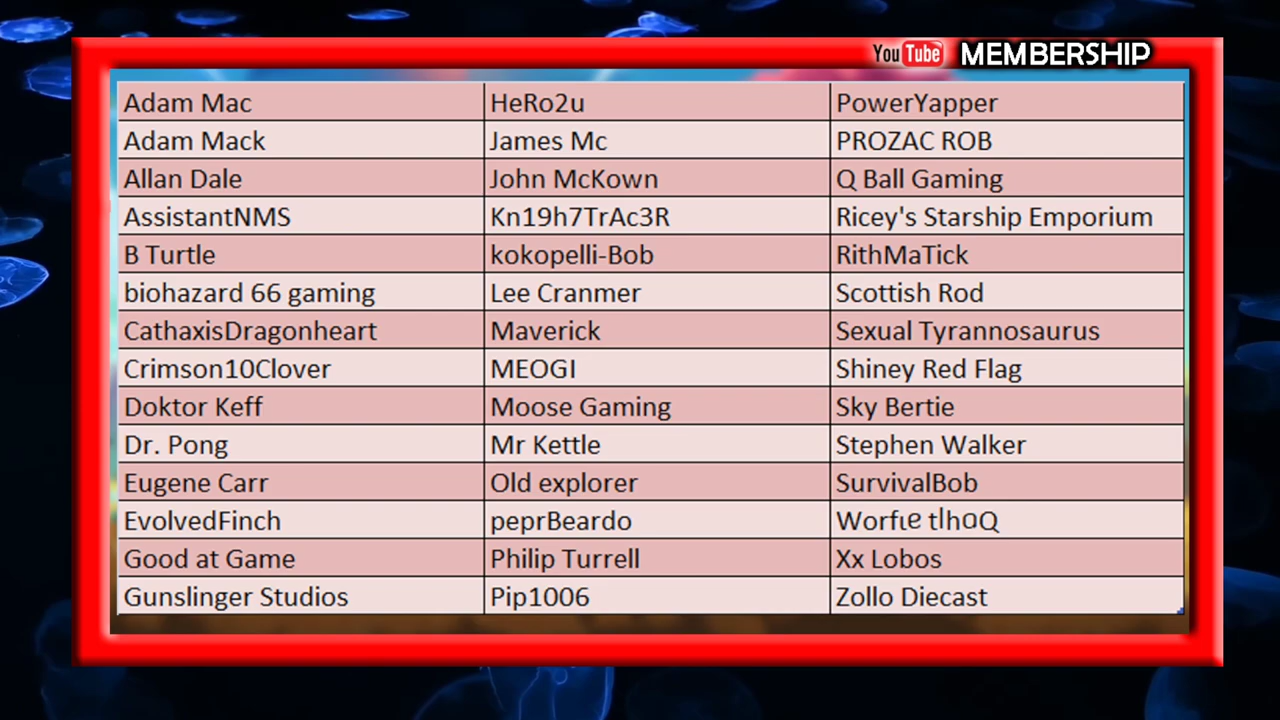 YouTube MEMBERSHIP
Adam Mac HeRo2u PowerYapper
Adam Mack James Mc PROZAC ROB
Allan Dale John McKown Q Ball Gaming
AssistantNMS Kn19h7TrAc3R Ricey's Starship Emporium
B Turtle kokopelli-Bob RithMaTick
biohazard 66 gaming Lee Cranmer Scottish Rod
CathaxisDragonheart Maverick Sexual Tyrannosaurus
Crimson10Clover MEOGI Shiney Red Flag
Doktor Keff Moose Gaming Sky Bertie
Dr. Pong Mr Kettle Stephen Walker
Eugene Carr Old explorer SurvivalBob
EvolvedFinch peprBeardo Worfɩɐ tlhɑQ
Good at Game Philip Turrell Xx Lobos
Gunslinger Studios Pip1006 Zollo Diecast